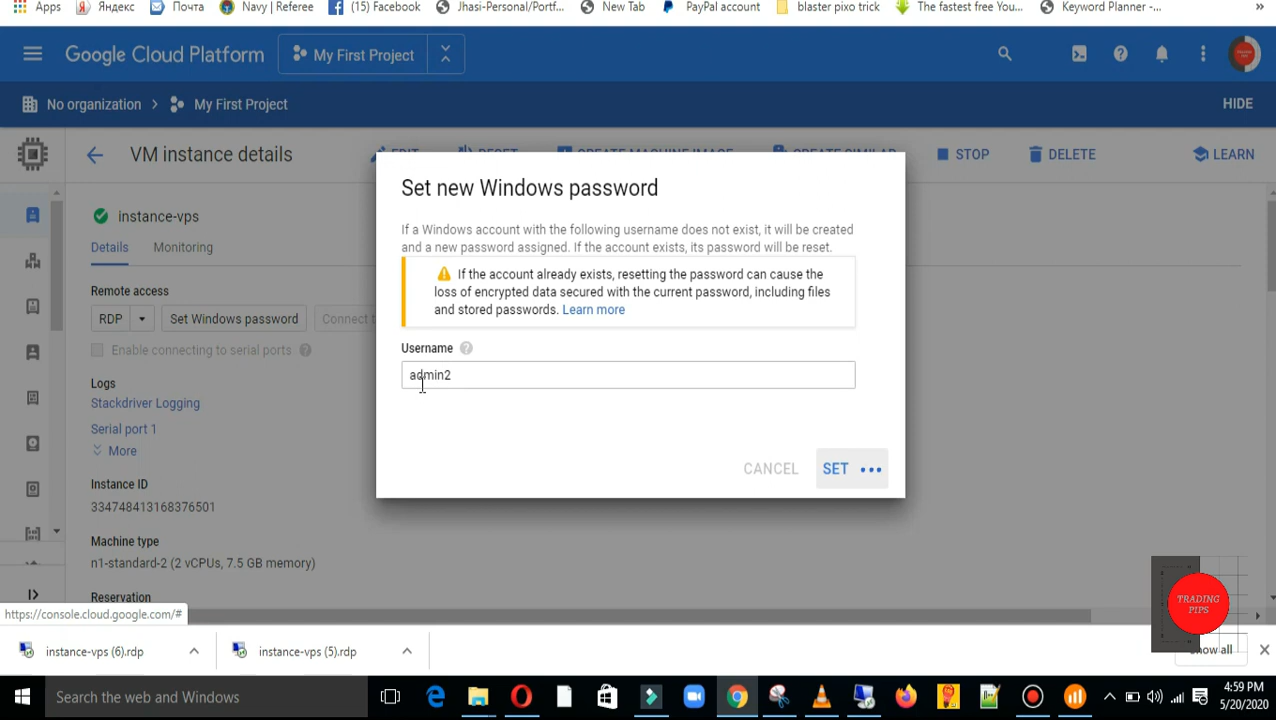 Apps
Яндекс
Почта
Navy | Referee
(15) Facebook
Jhasi-Personal/Portf...
New Tab
PayPal account
blaster pixo trick
The fastest free You...
Keyword Planner -...
»
Google Cloud Platform
My First Project
No organization > My First Project
HIDE
VM instance details
EDIT
RESET
CREATE MACHINE IMAGE
CREATE SIMILAR
STOP
DELETE
LEARN
instance-vps
Details
Monitoring
Remote access
RDP
Set Windows password
Connect t
Enable connecting to serial ports
Logs
Stackdriver Logging
Serial port 1
More
Instance ID
334748413168376501
Machine type
n1-standard-2 (2 vCPUs, 7.5 GB memory)
Reservation
Set new Windows password
If a Windows account with the following username does not exist, it will be created
and a new password assigned. If the account exists, its password will be reset.
If the account already exists, resetting the password can cause the
loss of encrypted data secured with the current password, including files
and stored passwords. Learn more
Username
admin2
CANCEL
SET
https://console.cloud.google.com/#
TRADING
PIPS
instance-vps (6).rdp
instance-vps (5).rdp
Show all
Search the web and Windows
4:59 PM
5/20/2020